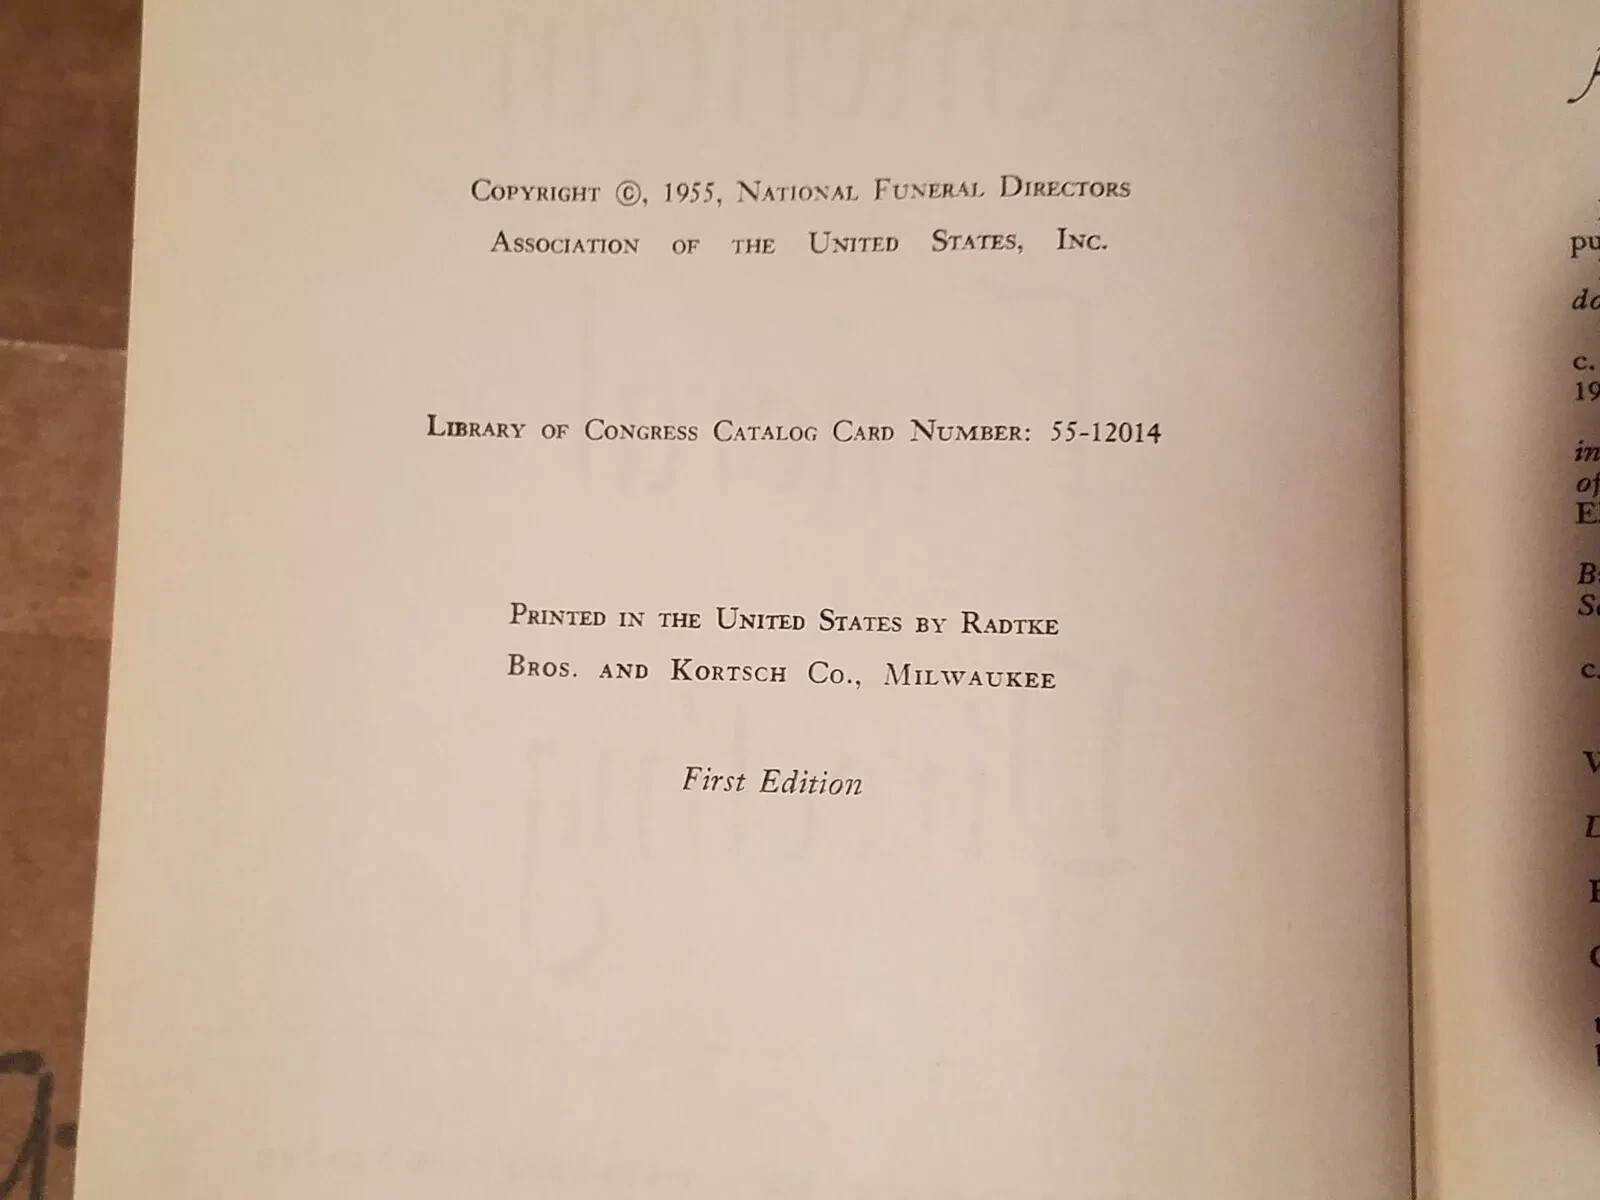 COPYRIGHT ©, 1955, NATIONAL FUNERAL DIRECTORS
ASSOCIATION OF THE UNITED STATES, INC.
LIBRARY OF CONGRESS CATALOG CARD NUMBER: 55-12014
PRINTED IN THE UNITED STATES BY RADTKE
BROS. AND KORTSCH CO., MILWAUKEE
First Edition